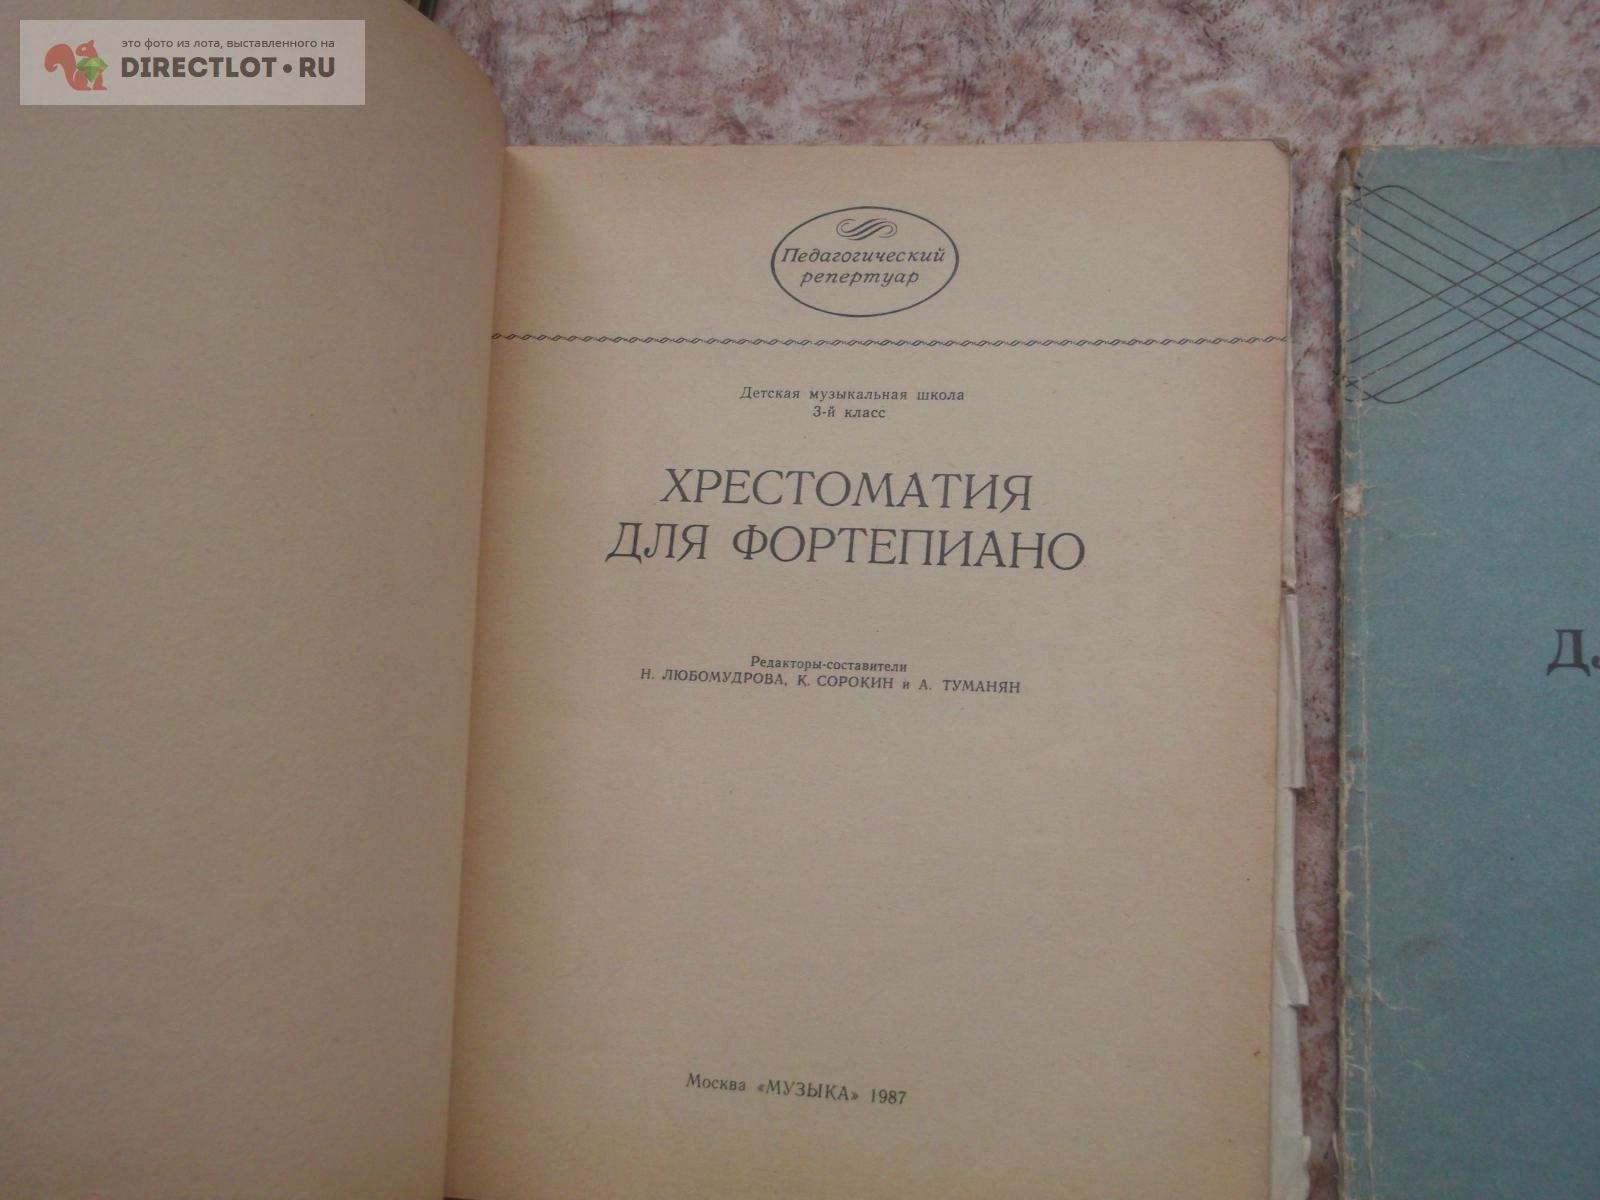 это фото из лота, выставленного на
DIRECTLOT•RU
Педагогический
репертуар
Детская музыкальная школа
3-й класс
ХРЕСТОМАТИЯ
ДЛЯ ФОРТЕПИАНО
Редакторы-составители
Н. ЛЮБОМУДРОВА, К. СОРОКИН и А. ТУМАНЯН
Москва «МУЗЫКА» 1987